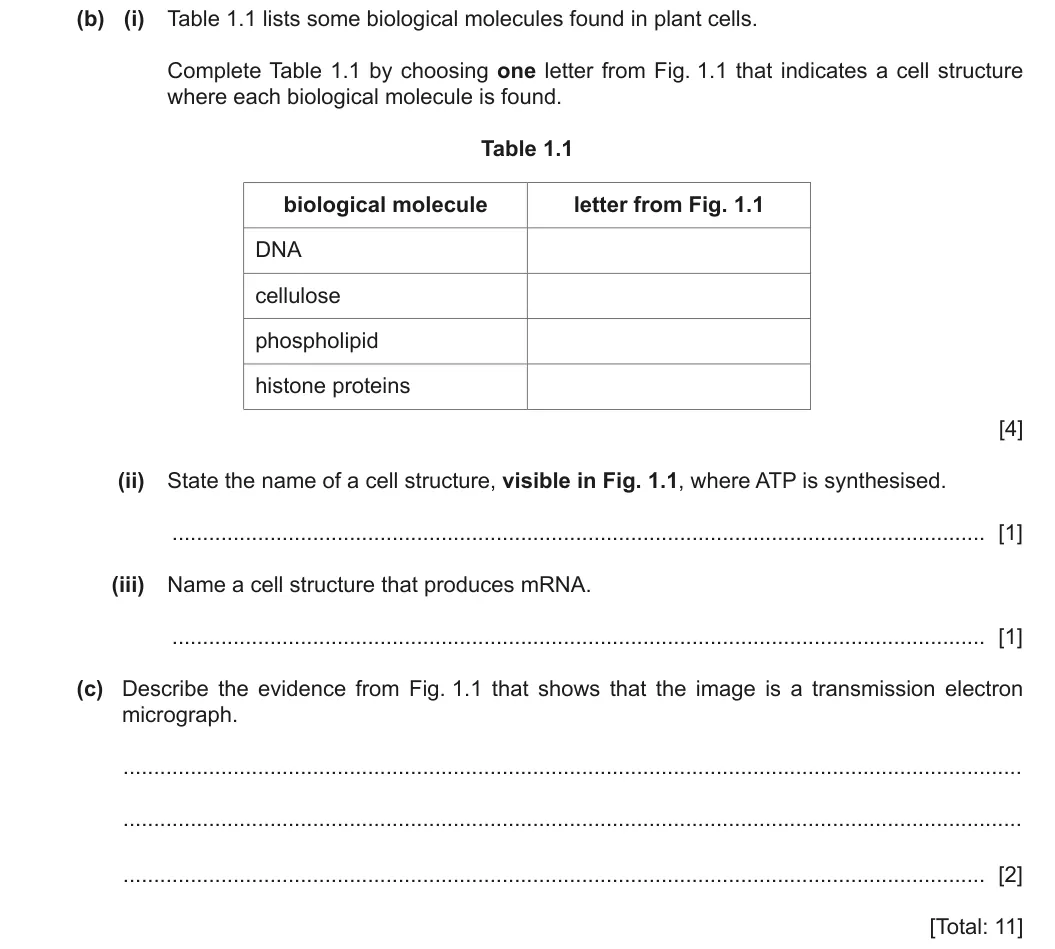 (b) (i) Table 1.1 lists some biological molecules found in plant cells.
Complete Table 1.1 by choosing one letter from Fig. 1.1 that indicates a cell structure
where each biological molecule is found.
Table 1.1
biological molecule letter from Fig. 1.1
DNA
cellulose
phospholipid
histone proteins
[4]
(ii) State the name of a cell structure, visible in Fig. 1.1, where ATP is synthesised.
...................................................................................................................................... [1]
(iii) Name a cell structure that produces mRNA.
...................................................................................................................................... [1]
(c) Describe the evidence from Fig. 1.1 that shows that the image is a transmission electron
micrograph.
....................................................................................................................................................
....................................................................................................................................................
.............................................................................................................................................. [2]
[Total: 11]